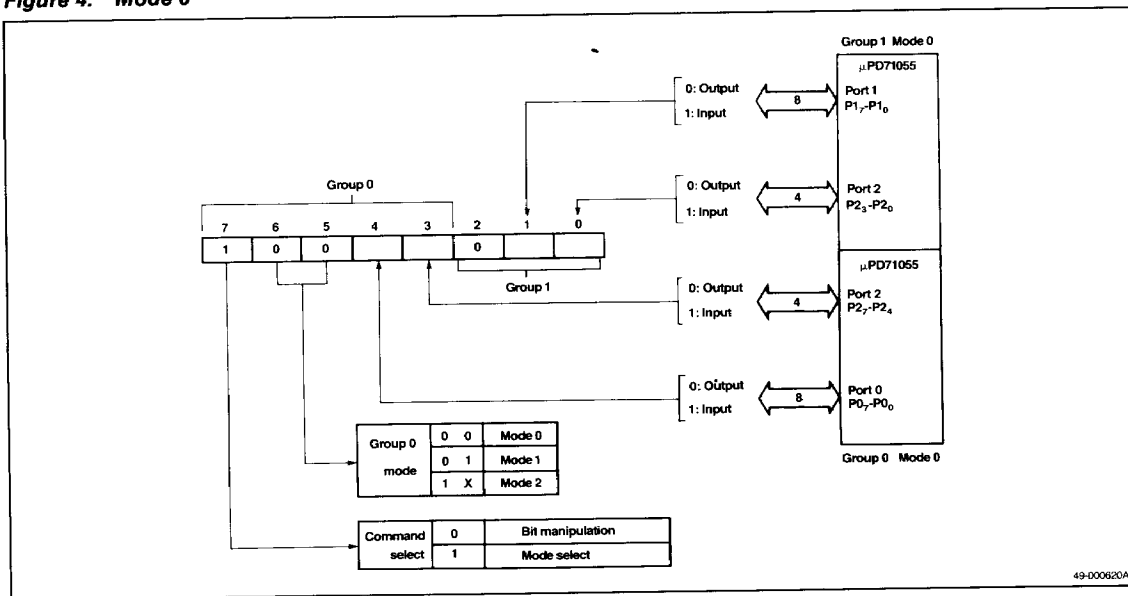 Figure 4. Mode 0
Group 1 Mode 0
µPD71055
0: Output
1: Input
8
Port 1
P1₇-P1₀
0: Output
1: Input
4
Port 2
P2₃-P2₀
Group 0
7 6 5 4 3 2 1 0
1 0 0 0
Group 1
µPD71055
0: Output
1: Input
4
Port 2
P2₇-P2₄
0: Output
1: Input
8
Port 0
P0₇-P0₀
Group 0 Mode 0
Group 0 mode
0 0 Mode 0
0 1 Mode 1
1 X Mode 2
Command select
0 Bit manipulation
1 Mode select
49-000620A